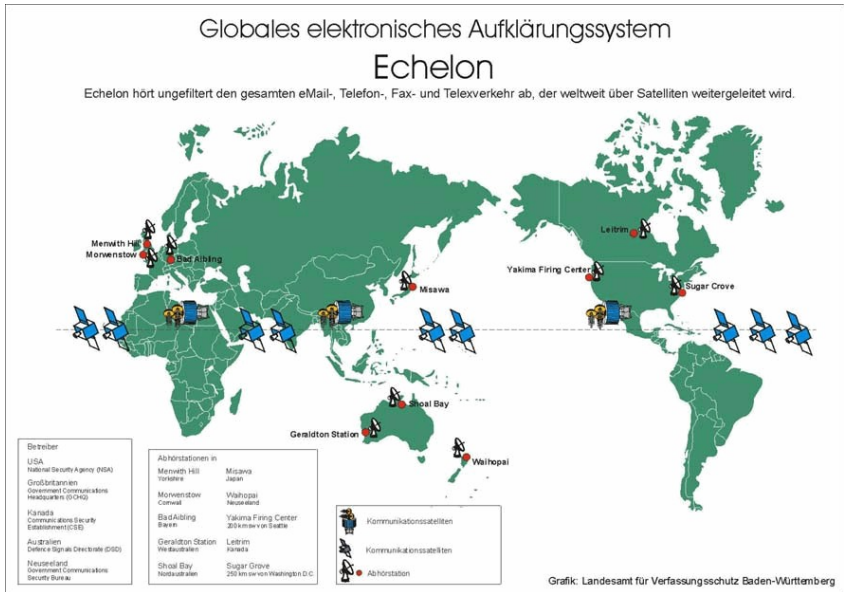 Globales elektronisches Aufklärungssystem
Echelon
Echelon hört ungefiltert den gesamten eMail-, Telefon-, Fax- und Telexverkehr ab, der weltweit über Satelliten weitergeleitet wird.
Menwith Hill
Morwenstow
Bad Aibling
Misawa
Leitrim
Yakima Firing Center
Sugar Crove
Shoal Bay
Geraldton Station
Waihopai
Betreiber
USA
National Security Agency (NSA)
Großbritannien
Government Communications
Headquarters (GCHQ)
Kanada
Communications Security
Establishment (CSE)
Australien
Defence Signals Directorate (DSD)
Neuseeland
Government Communications
Security Bureau
Abhörstationen in
Menwith Hill
Yorkshire
Misawa
Japan
Morwenstow
Cornwall
Waihopai
Neuseeland
Bad Aibling
Bayern
Yakima Firing Center
200 km sw von Seattle
Geraldton Station
Westaustralien
Leitrim
Kanada
Shoal Bay
Nordaustralien
Sugar Grove
250 km sw von Washington D.C.
Kommunikationssatelliten
Kommunikationssatelliten
Abhörstation
Grafik: Landesamt für Verfassungsschutz Baden-Württemberg